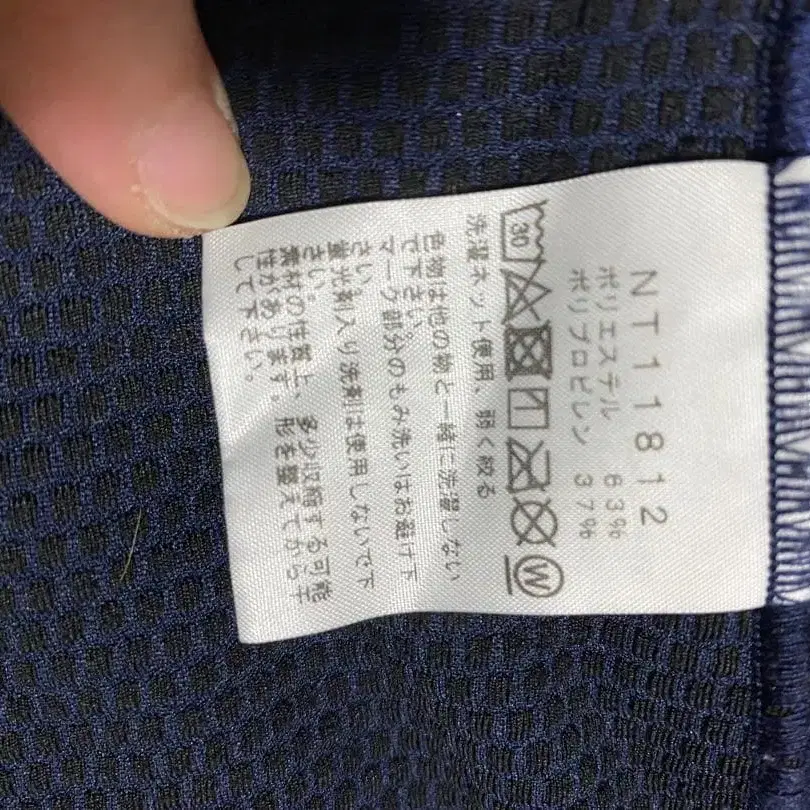 NT11812
ポリエステル 63%
ポリプロピレン 37%
30
W
洗濯ネット使用、弱く絞る
色物は他の物と一緒に洗濯しない
で下さい。
マーク部分のもみ洗いはお避け下
さい。
蛍光剤入り洗剤は使用しないで下
さい。
素材の性質上、多少収縮する可能
性があります。形を整えてから干
して下さい。